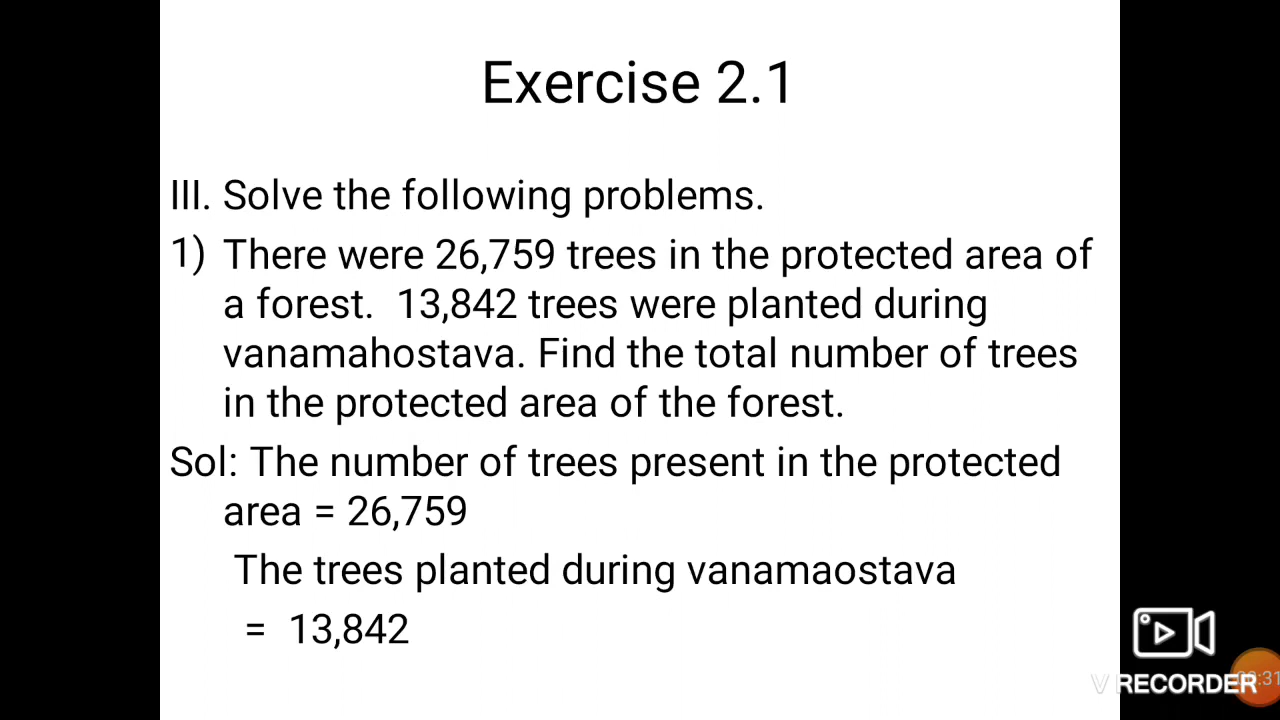 Exercise 2.1
III. Solve the following problems.
1) There were 26,759 trees in the protected area of
a forest. 13,842 trees were planted during
vanamahostava. Find the total number of trees
in the protected area of the forest.
Sol: The number of trees present in the protected
area = 26,759
The trees planted during vanamaostava
= 13,842
V RECORDER